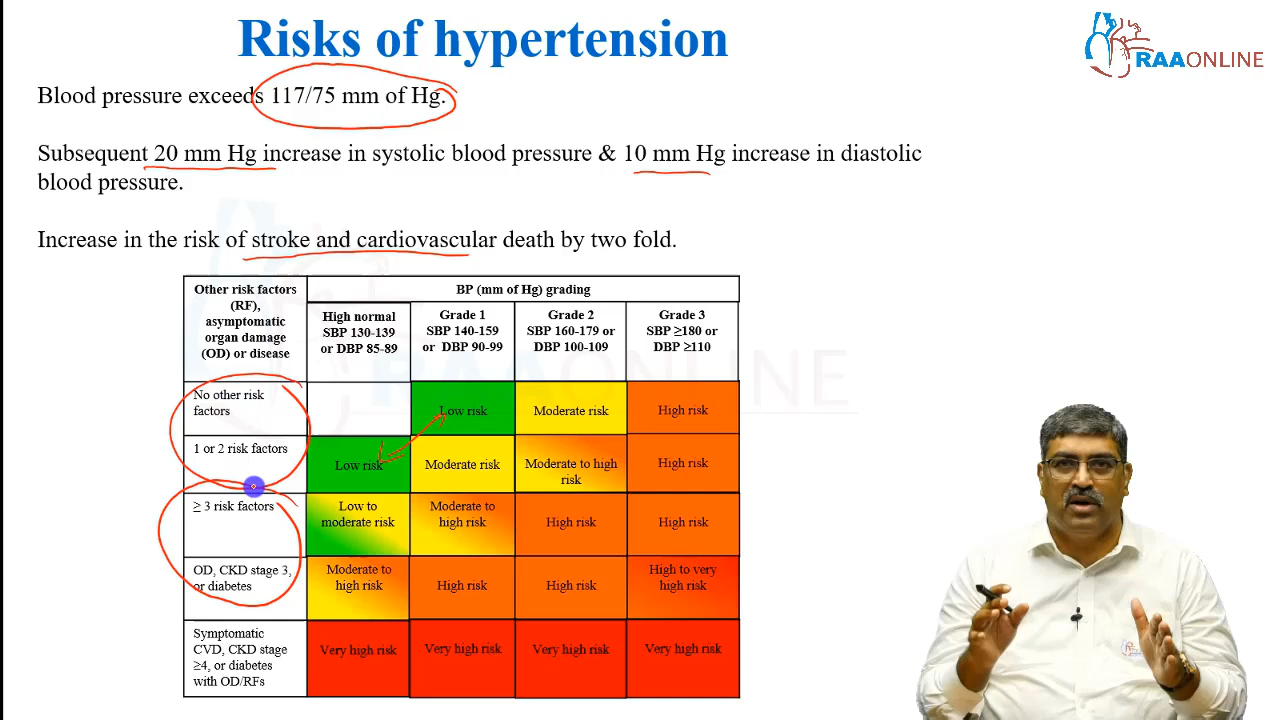 Risks of hypertension
RAAONLINE
Blood pressure exceeds 117/75 mm of Hg.
Subsequent 20 mm Hg increase in systolic blood pressure & 10 mm Hg increase in diastolic
blood pressure.
Increase in the risk of stroke and cardiovascular death by two fold.
Other risk factors
(RF),
asymptomatic
organ damage
(OD) or disease
BP (mm of Hg) grading
High normal
SBP 130-139
or DBP 85-89
Grade 1
SBP 140-159
or DBP 90-99
Grade 2
SBP 160-179 or
DBP 100-109
Grade 3
SBP ≥180 or
DBP ≥110
No other risk
factors
Low risk
Moderate risk
High risk
1 or 2 risk factors
Low risk
Moderate risk
Moderate to high
risk
High risk
≥ 3 risk factors
Low to
moderate risk
Moderate to
high risk
High risk
High risk
OD, CKD stage 3,
or diabetes
Moderate to
high risk
High risk
High risk
High to very
high risk
Symptomatic
CVD, CKD stage
≥4, or diabetes
with OD/RFs
Very high risk
Very high risk
Very high risk
Very high risk
RAAONLINE